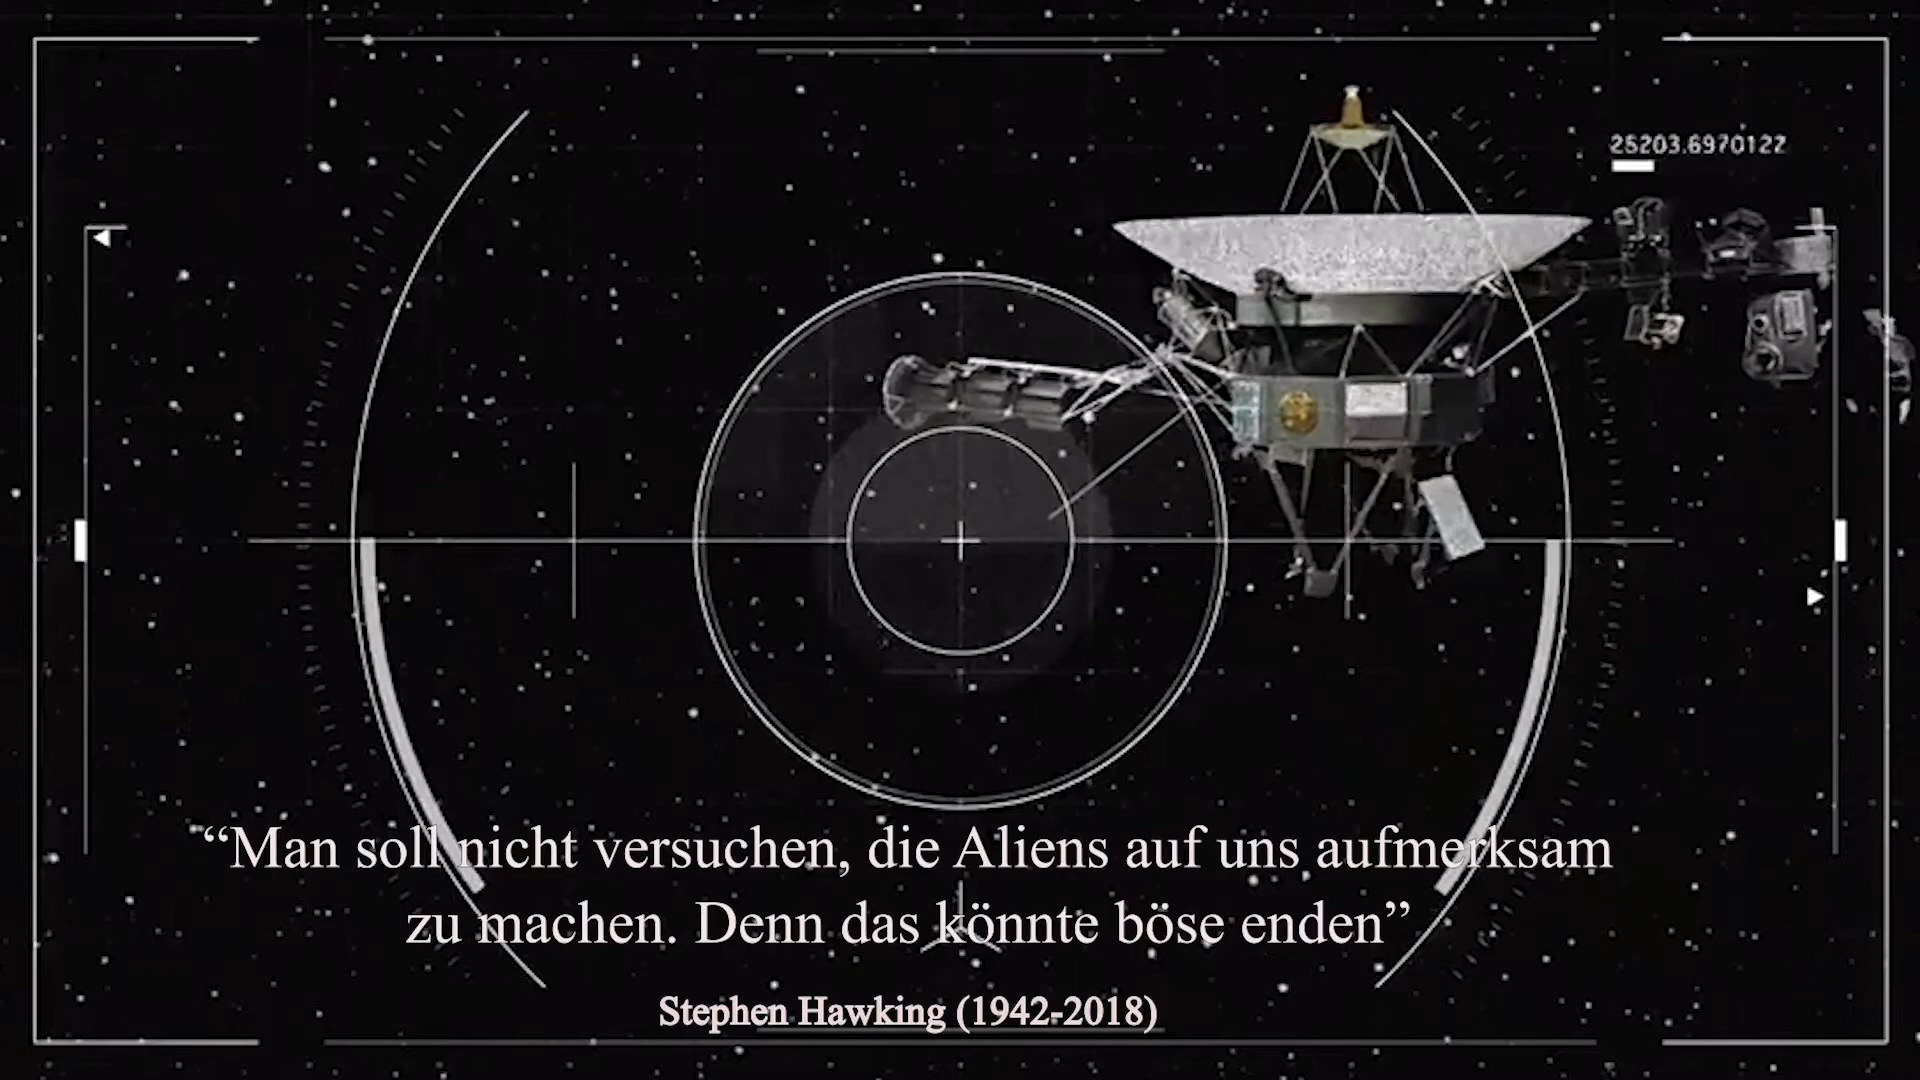 25203.6970122
“Man soll nicht versuchen, die Aliens auf uns aufmerksam
zu machen. Denn das könnte böse enden”
Stephen Hawking (1942-2018)